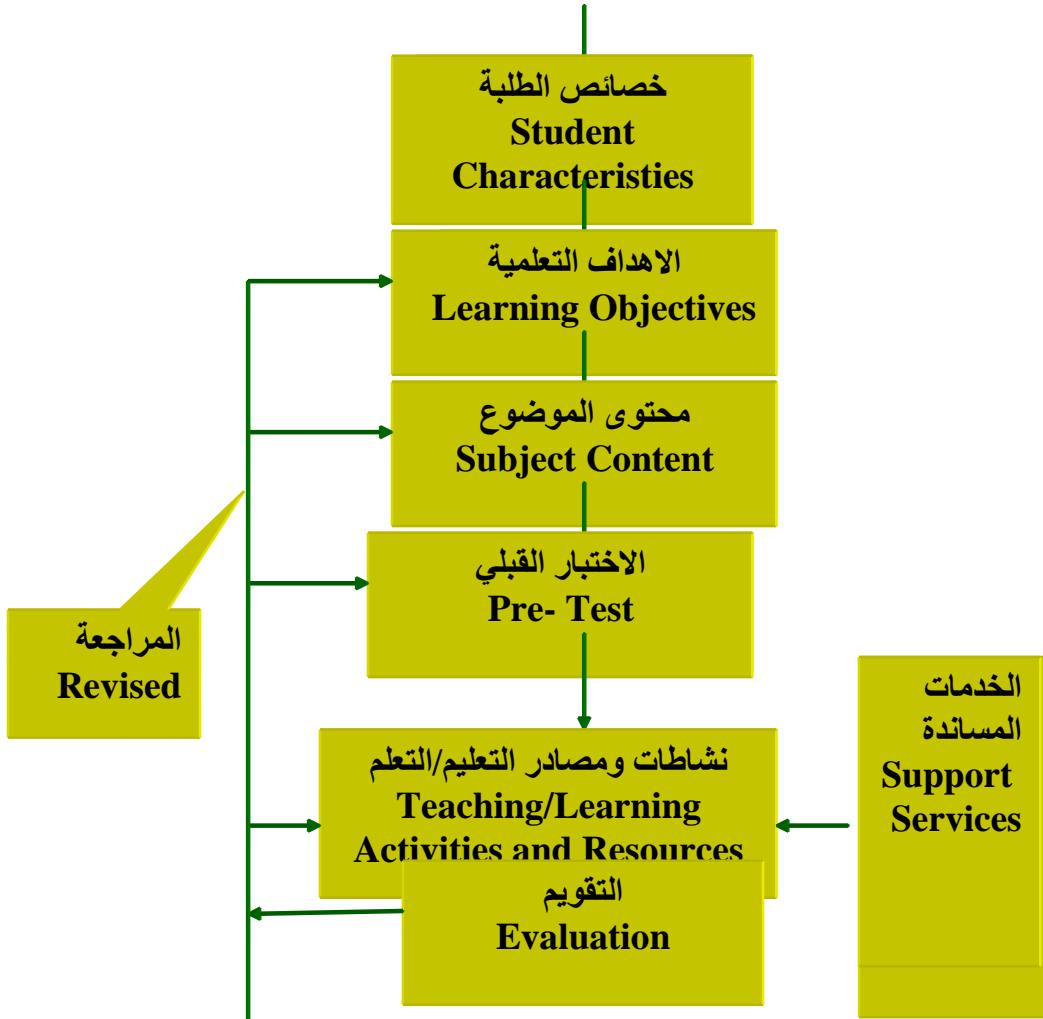 خصائص الطلبة
Student
Characteristies
الاهداف التعلمية
Learning Objectives
محتوى الموضوع
Subject Content
الاختبار القبلي
Pre- Test
المراجعة
Revised
الخدمات
المساندة
Support
Services
نشاطات ومصادر التعليم/التعلم
Teaching/Learning
Activities and Resources
التقويم
Evaluation